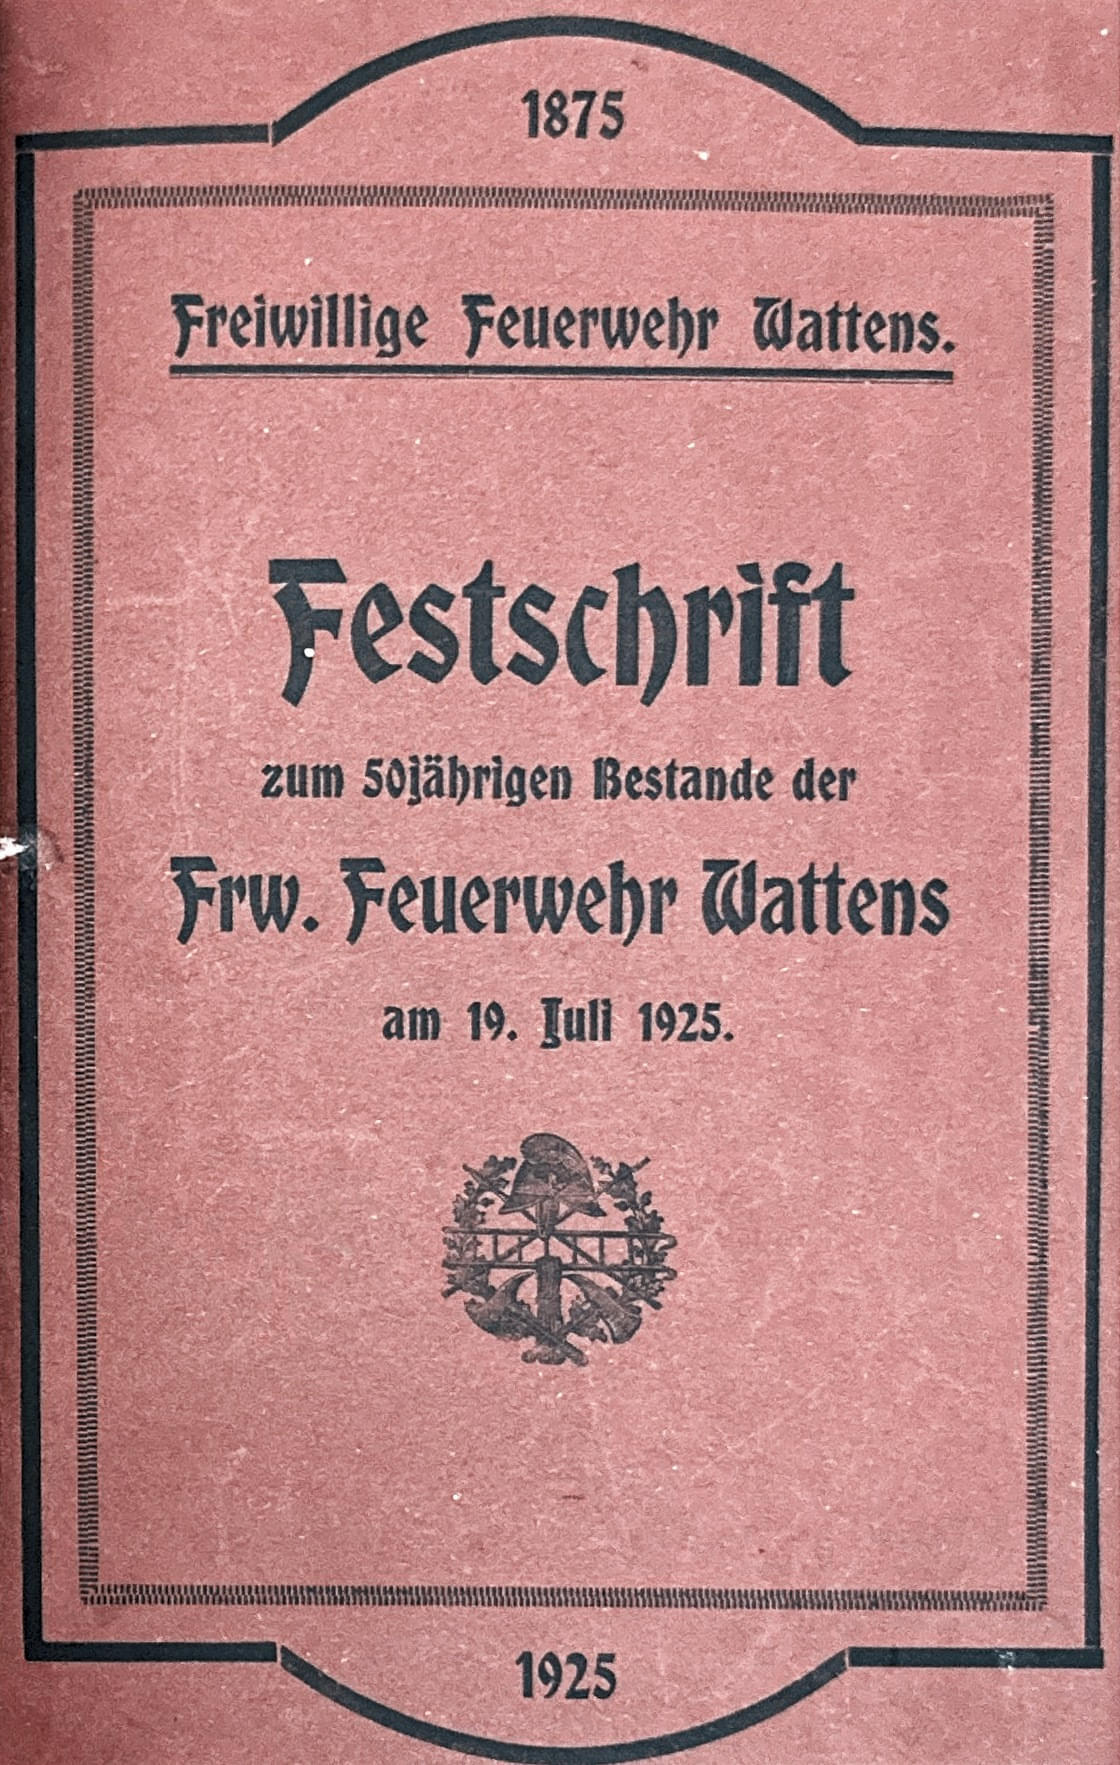 1875
Freiwillige Feuerwehr Wattens.
Festschrift
zum 50jährigen Bestande der
Frw. Feuerwehr Wattens
am 19. Juli 1925.
1925